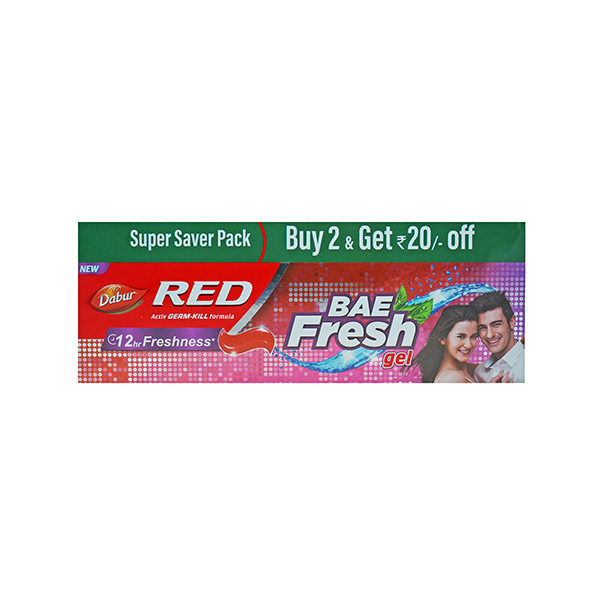 Super Saver Pack
Buy 2 & Get ₹20/- off
NEW
Dabur
RED
Activ GERM-KILL formula
12hr Freshness*
BAE
Fresh
gel